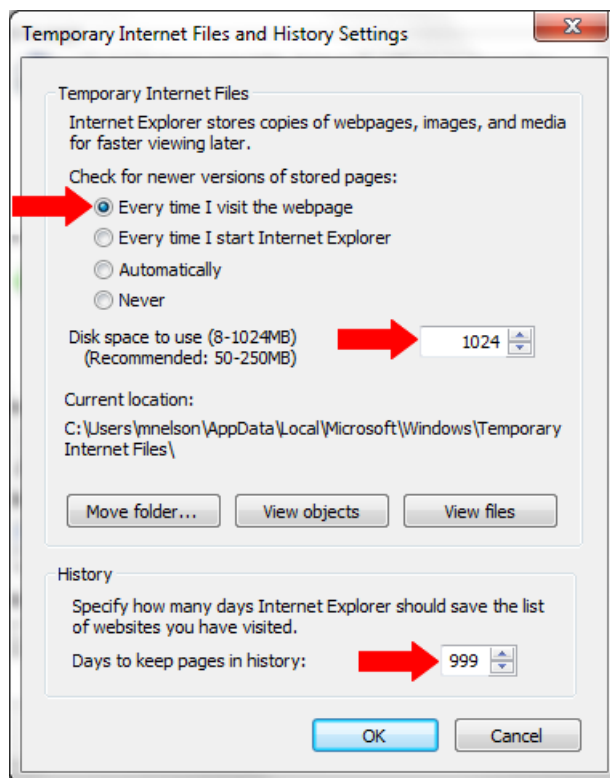 Temporary Internet Files and History Settings
Temporary Internet Files
Internet Explorer stores copies of webpages, images, and media
for faster viewing later.
Check for newer versions of stored pages:
Every time I visit the webpage
Every time I start Internet Explorer
Automatically
Never
Disk space to use (8-1024MB) 1024
(Recommended: 50-250MB)
Current location:
C:\Users\mnelson\AppData\Local\Microsoft\Windows\Temporary
Internet Files\
Move folder... View objects View files
History
Specify how many days Internet Explorer should save the list
of websites you have visited.
Days to keep pages in history: 999
OK Cancel